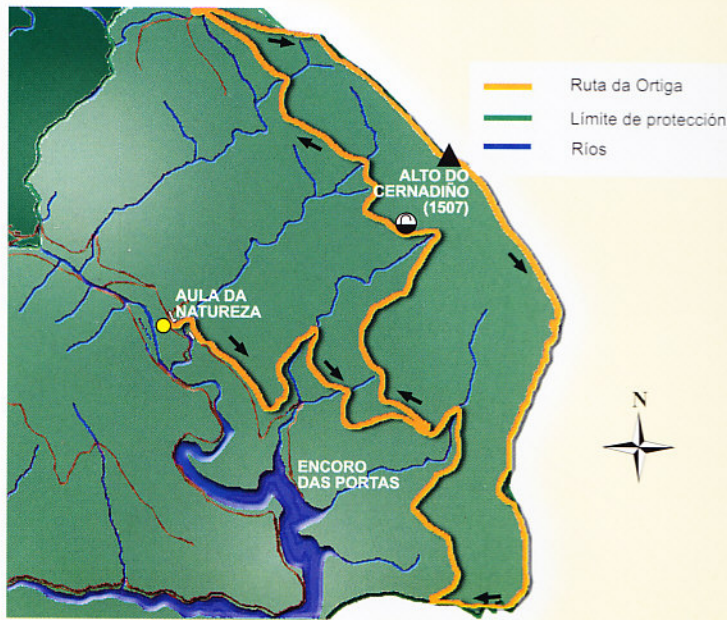 Ruta da Ortiga
Límite de protección
Ríos
ALTO DO
CERNADIÑO
(1507)
AULA DA
NATUREZA
ENCORO
DAS PORTAS
N